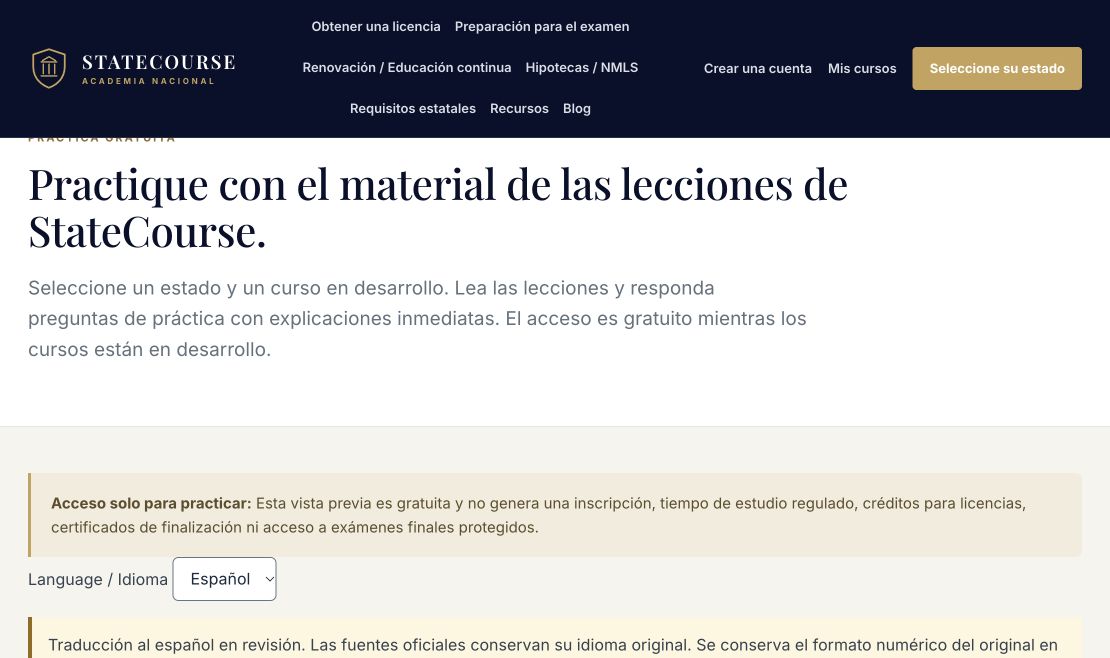 Obtener una licencia Preparación para el examen
STATECOURSE
ACADEMIA NACIONAL
Renovación / Educación continua Hipotecas / NMLS
Crear una cuenta Mis cursos Seleccione su estado
Requisitos estatales Recursos Blog
PRÁCTICA GRATUITA
Practique con el material de las lecciones de
StateCourse.
Seleccione un estado y un curso en desarrollo. Lea las lecciones y responda
preguntas de práctica con explicaciones inmediatas. El acceso es gratuito mientras los
cursos están en desarrollo.
Acceso solo para practicar: Esta vista previa es gratuita y no genera una inscripción, tiempo de estudio regulado, créditos para licencias,
certificados de finalización ni acceso a exámenes finales protegidos.
Language / Idioma Español
Traducción al español en revisión. Las fuentes oficiales conservan su idioma original. Se conserva el formato numérico del original en